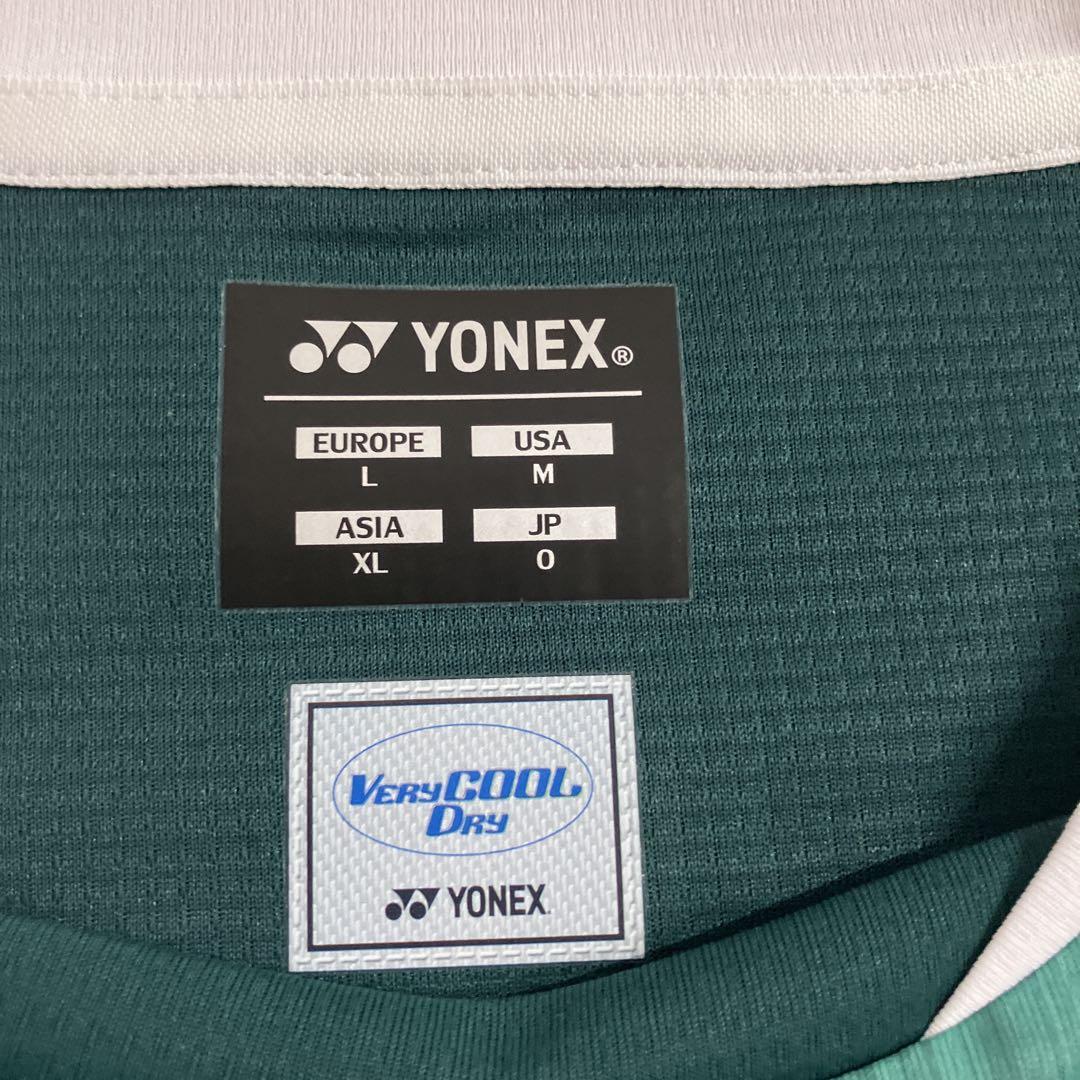 YONEX®
EUROPE USA
L M
ASIA JP
XL O
VERY COOL
DRY
YONEX